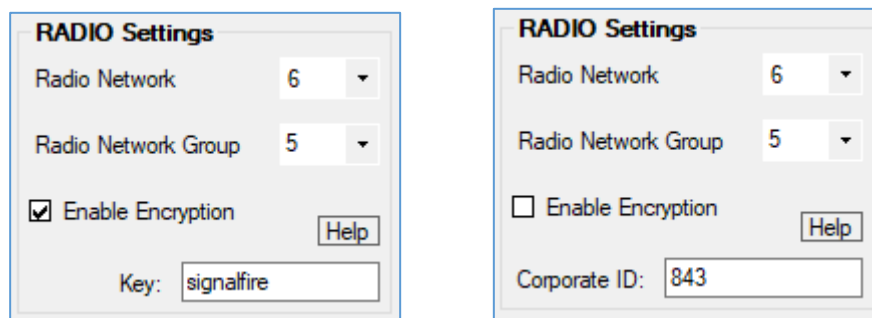 RADIO Settings
Radio Network 6
Radio Network Group 5
Enable Encryption
Help
Key: signalfire
RADIO Settings
Radio Network 6
Radio Network Group 5
Enable Encryption
Help
Corporate ID: 843